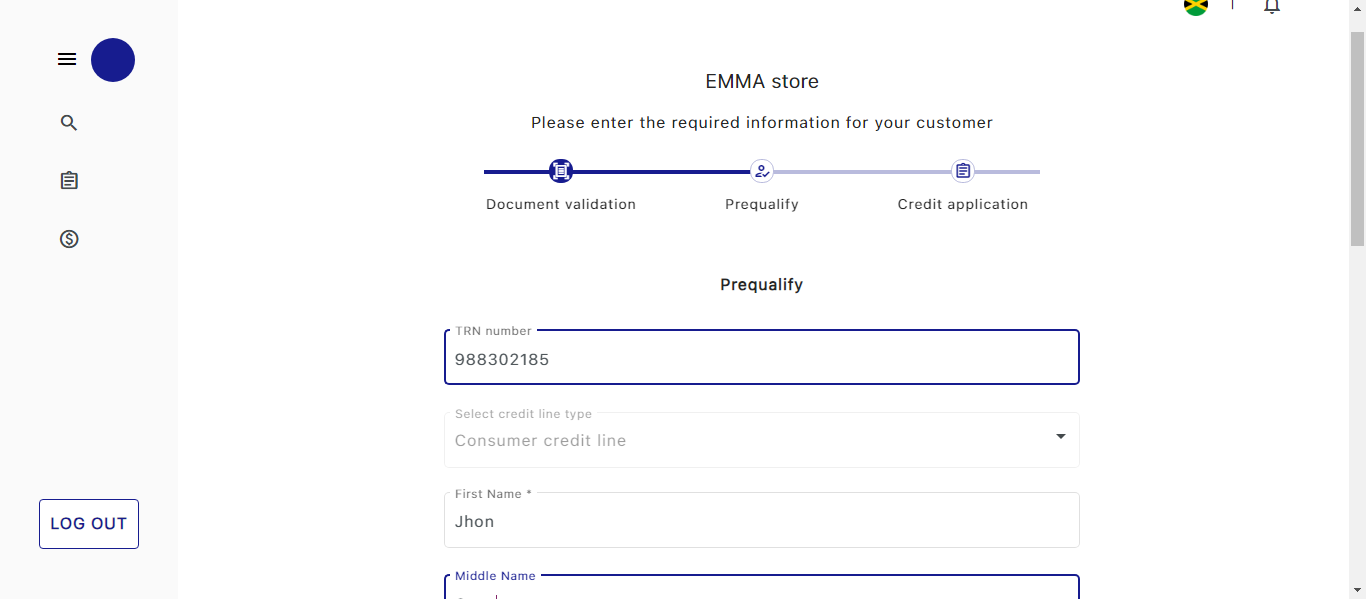 EMMA store
Please enter the required information for your customer
Document validation
Prequalify
Credit application
Prequalify
TRN number
988302185
Select credit line type
Consumer credit line
First Name *
Jhon
LOG OUT
Middle Name